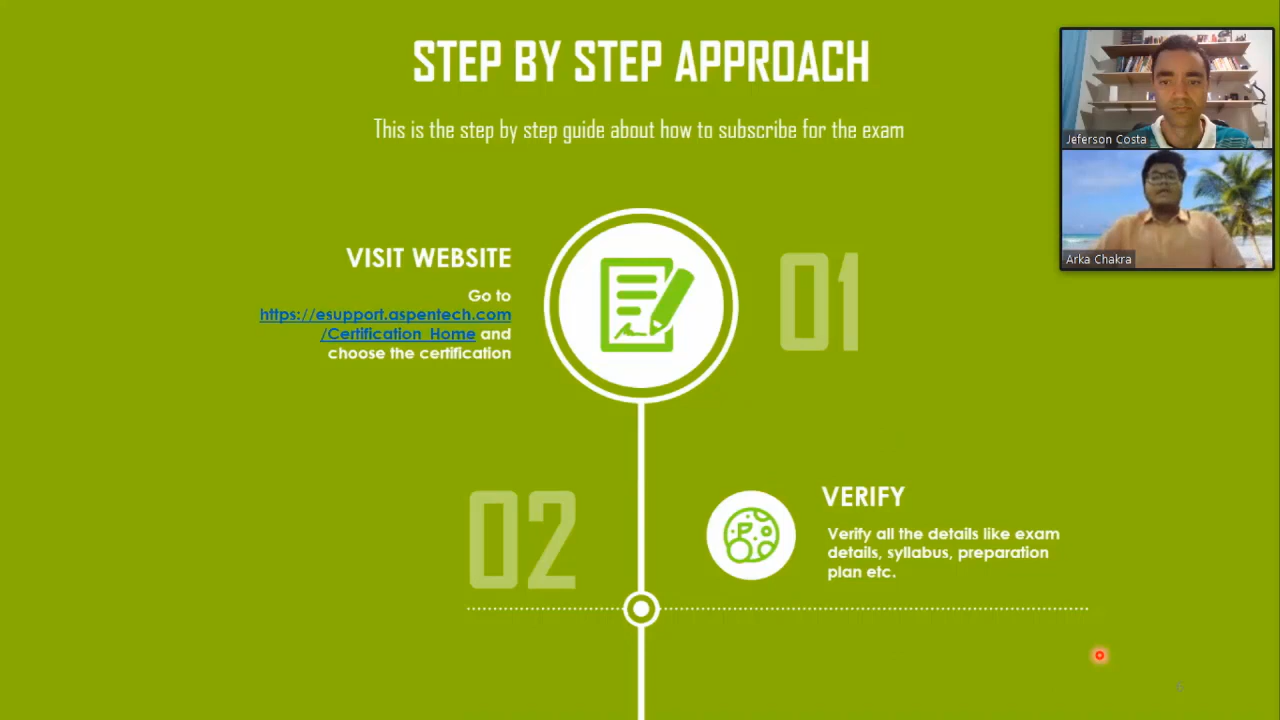 STEP BY STEP APPROACH
This is the step by step guide about how to subscribe for the exam
Jeferson Costa
Arka Chakra
VISIT WEBSITE
Go to
https://esupport.aspentech.com
/Certification_Home and
choose the certification
01
02
VERIFY
Verify all the details like exam
details, syllabus, preparation
plan etc.